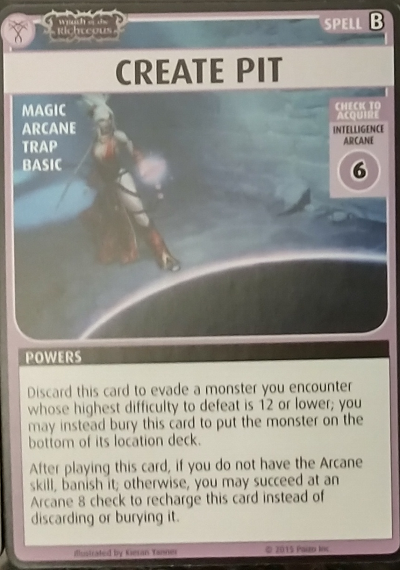 Wrath of the
Righteous
SPELL B
CREATE PIT
MAGIC
ARCANE
TRAP
BASIC
CHECK TO
ACQUIRE
INTELLIGENCE
ARCANE
6
POWERS
Discard this card to evade a monster you encounter
whose highest difficulty to defeat is 12 or lower; you
may instead bury this card to put the monster on the
bottom of its location deck.
After playing this card, if you do not have the Arcane
skill, banish it; otherwise, you may succeed at an
Arcane 8 check to recharge this card instead of
discarding or burying it.
Illustrated by Kieran Yanner
© 2015 Paizo Inc